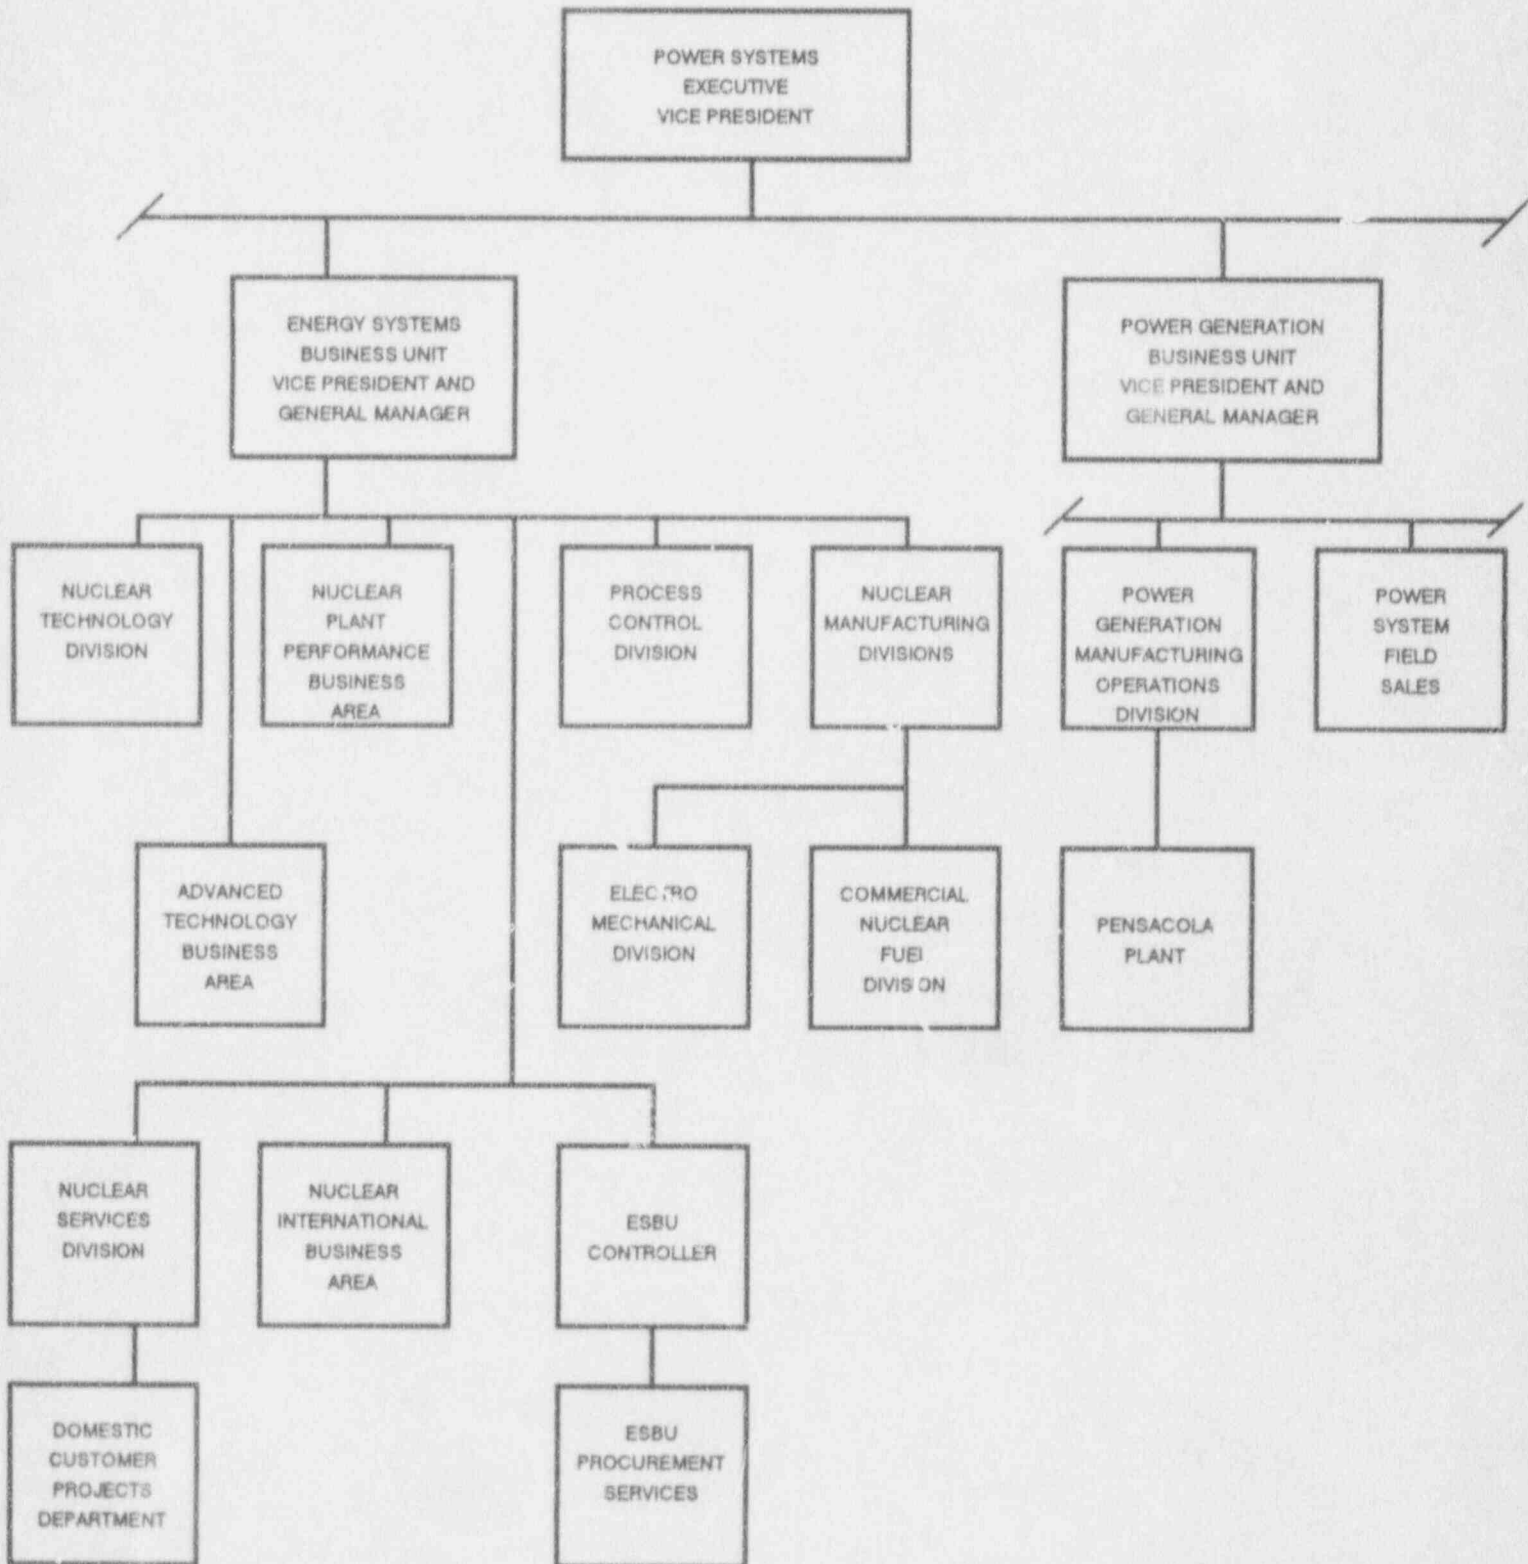 POWER SYSTEMS
EXECUTIVE
VICE PRESIDENT
ENERGY SYSTEMS
BUSINESS UNIT
VICE PRESIDENT AND
GENERAL MANAGER
POWER GENERATION
BUSINESS UNIT
VICE PRESIDENT AND
GENERAL MANAGER
NUCLEAR
TECHNOLOGY
DIVISION
NUCLEAR
PLANT
PERFORMANCE
BUSINESS
AREA
PROCESS
CONTROL
DIVISION
NUCLEAR
MANUFACTURING
DIVISIONS
POWER
GENERATION
MANUFACTURING
OPERATIONS
DIVISION
POWER
SYSTEM
FIELD
SALES
ADVANCED
TECHNOLOGY
BUSINESS
AREA
ELECTRO
MECHANICAL
DIVISION
COMMERCIAL
NUCLEAR
FUEL
DIVISION
PENSACOLA
PLANT
NUCLEAR
SERVICES
DIVISION
NUCLEAR
INTERNATIONAL
BUSINESS
AREA
ESBU
CONTROLLER
DOMESTIC
CUSTOMER
PROJECTS
DEPARTMENT
ESBU
PROCUREMENT
SERVICES